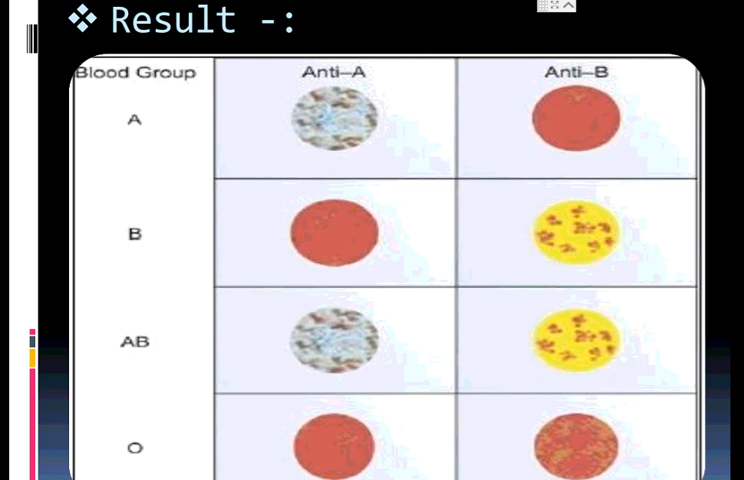 ❖ Result -:
Blood Group Anti–A Anti–B
A
B
AB
O